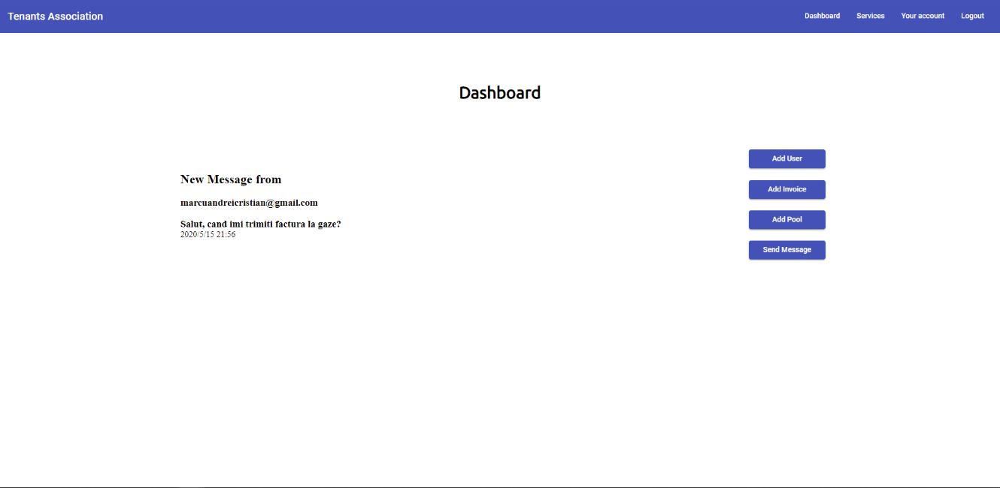 Tenants Association
Dashboard Services Your account Logout
Dashboard
New Message from
marcuandreicristian@gmail.com
Salut, cand imi trimiti factura la gaze?
2020/5/15 21:56
Add User
Add Invoice
Add Pool
Send Message